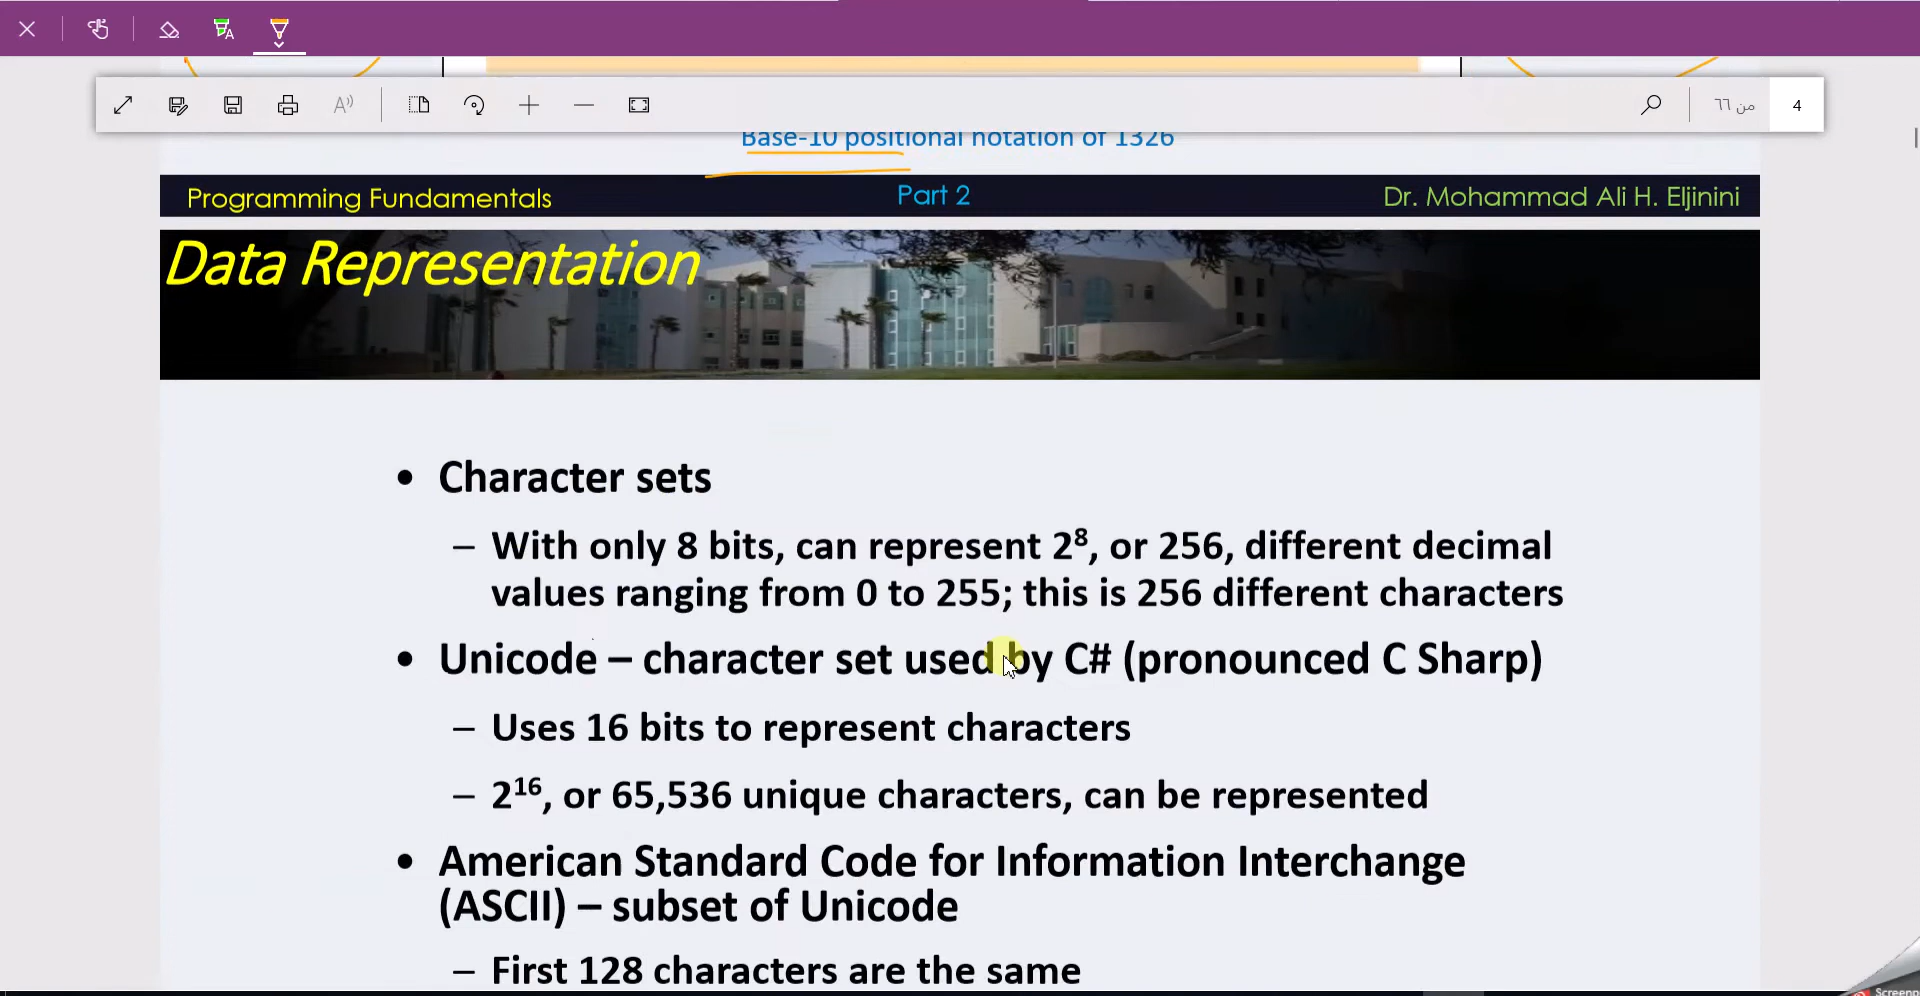 4
من ٦٦
Base-10 positional notation of 1326
Programming Fundamentals
Part 2
Dr. Mohammad Ali H. Eljinini
Data Representation
• Character sets
– With only 8 bits, can represent 2⁸, or 256, different decimal
values ranging from 0 to 255; this is 256 different characters
• Unicode – character set used by C# (pronounced C Sharp)
– Uses 16 bits to represent characters
– 2¹⁶, or 65,536 unique characters, can be represented
• American Standard Code for Information Interchange
(ASCII) – subset of Unicode
– First 128 characters are the same